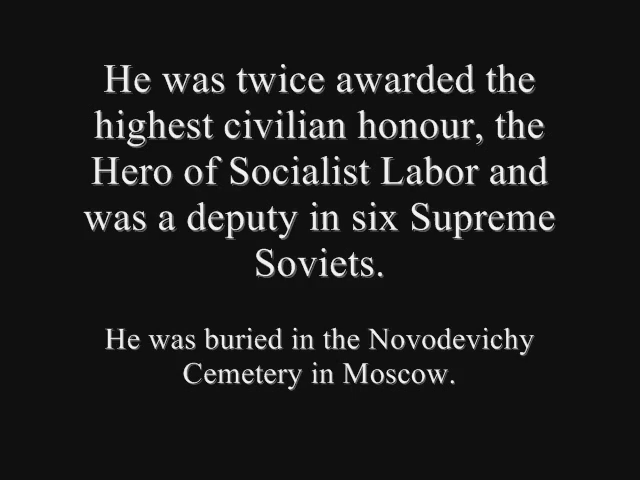 He was twice awarded the
highest civilian honour, the
Hero of Socialist Labor and
was a deputy in six Supreme
Soviets.
He was buried in the Novodevichy
Cemetery in Moscow.